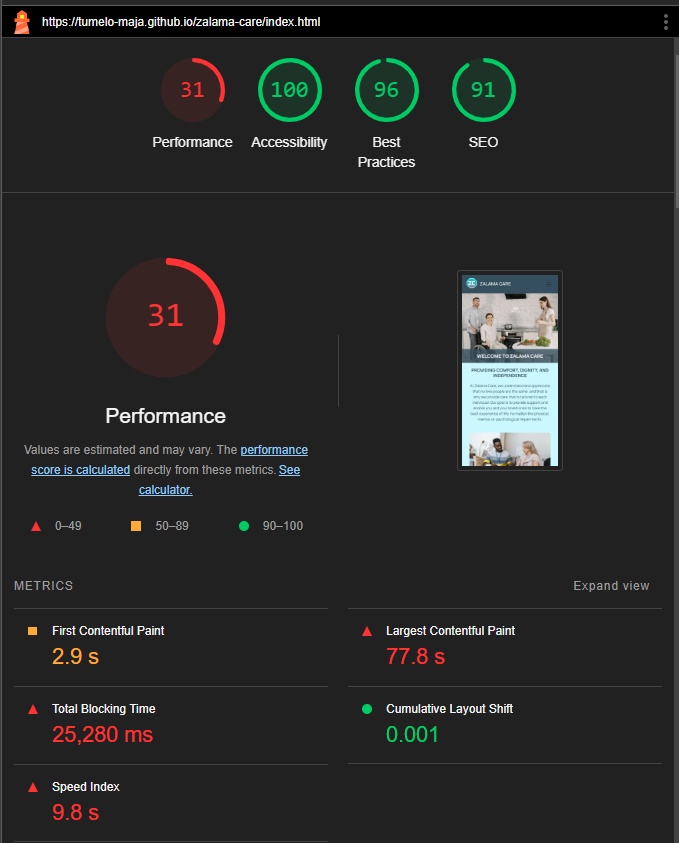 https://tumelo-maja.github.io/zalama-care/index.html
31
100
96
91
Performance
Accessibility
Best
Practices
SEO
31
Performance
Values are estimated and may vary. The performance
score is calculated directly from these metrics. See
calculator.
0–49
50–89
90–100
ZC
ZALAMA CARE
WELCOME TO ZALAMA CARE
PROVIDING COMFORT, DIGNITY, AND
INDEPENDENCE
METRICS
Expand view
First Contentful Paint
2.9 s
Largest Contentful Paint
77.8 s
Total Blocking Time
25,280 ms
Cumulative Layout Shift
0.001
Speed Index
9.8 s